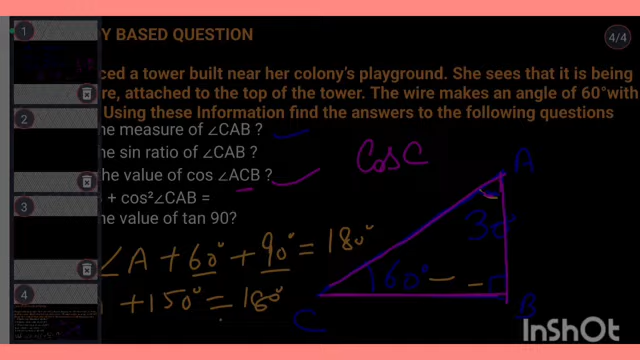 1
Y BASED QUESTION
4/4
ced a tower built near her colony's playground. She sees that it is being
re, attached to the top of the tower. The wire makes an angle of 60° with
Using these Information find the answers to the following questions
he measure of ∠CAB ?
2
he sin ratio of ∠CAB ?
Cos C
A
he value of cos ∠ACB ?
3
+ cos²∠CAB =
he value of tan 90?
30°
∠A + 60° + 90° = 180°
60°
4
+ 150° = 180°
C
B
InShOt